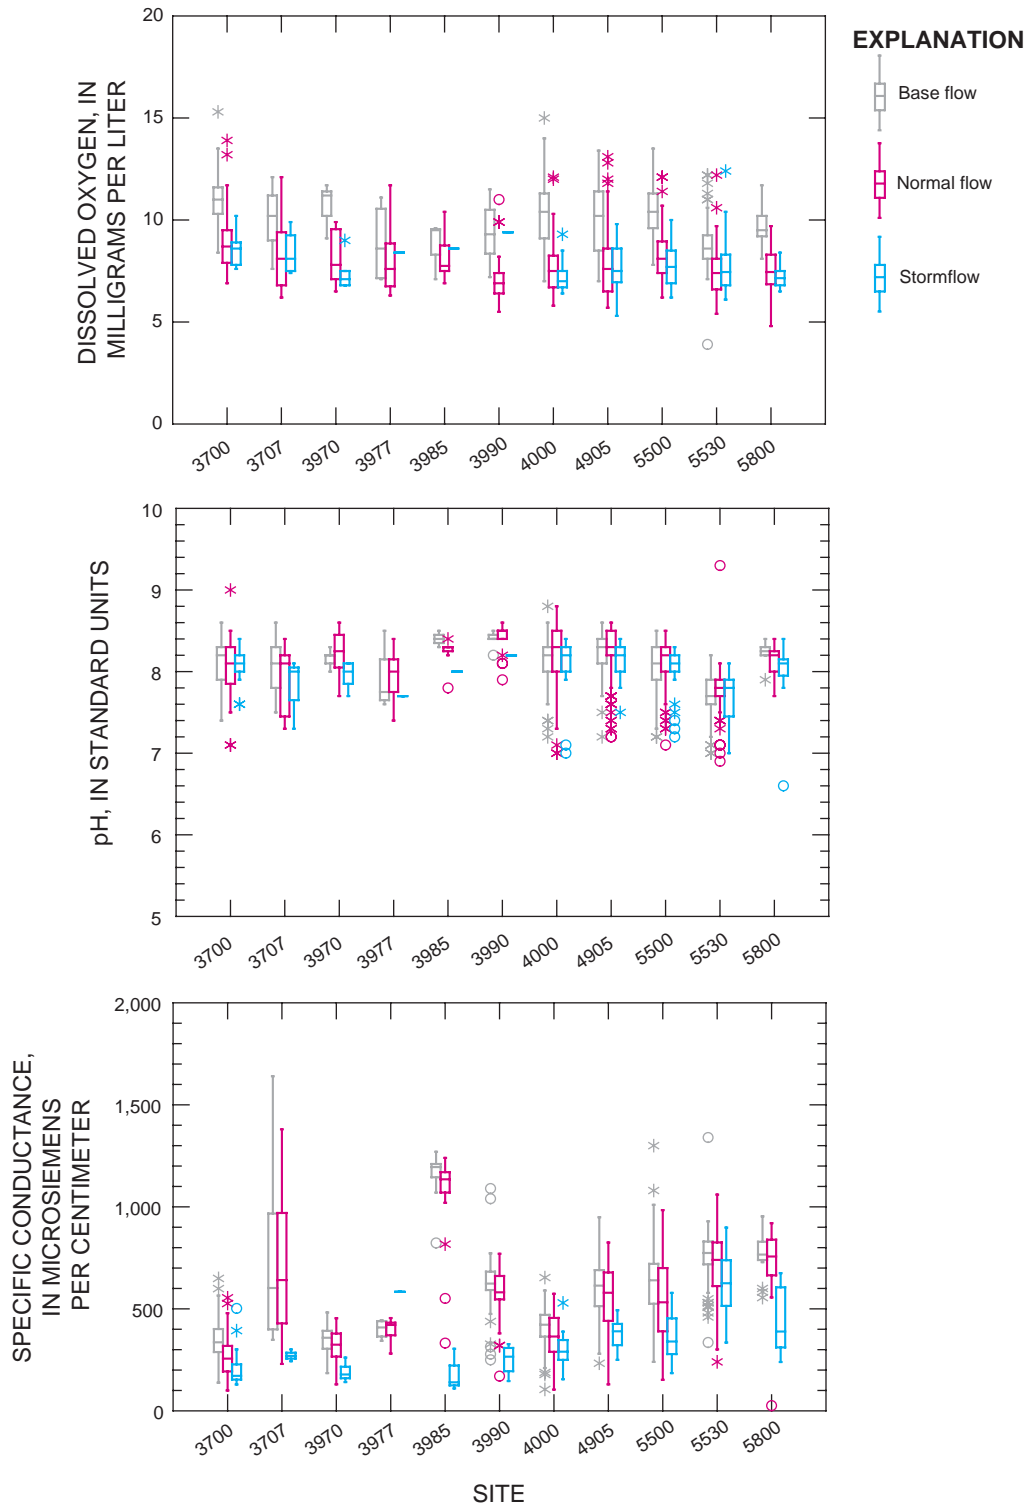 EXPLANATION
Base flow
Normal flow
Stormflow
DISSOLVED OXYGEN, IN
MILLIGRAMS PER LITER
20
15
10
5
0
3700 3707 3970 3977 3985 3990 4000 4905 5500 5530 5800
pH, IN STANDARD UNITS
10
9
8
7
6
5
3700 3707 3970 3977 3985 3990 4000 4905 5500 5530 5800
SPECIFIC CONDUCTANCE,
IN MICROSIEMENS
PER CENTIMETER
2,000
1,500
1,000
500
0
3700 3707 3970 3977 3985 3990 4000 4905 5500 5530 5800
SITE